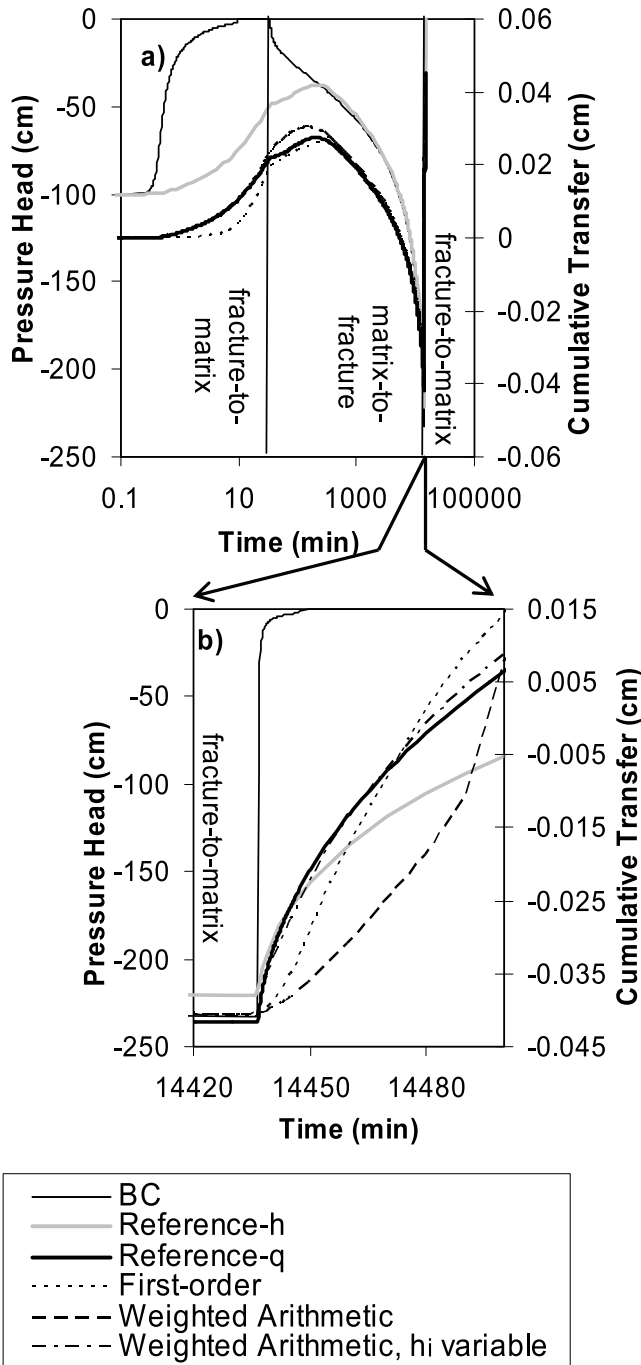 a)
0
-50
-100
-150
-200
-250
Pressure Head (cm)
0.06
0.04
0.02
0
-0.02
-0.04
-0.06
Cumulative Transfer (cm)
fracture-to-
matrix
matrix-to-
fracture
fracture-to-matrix
0.1
10
1000
100000
Time (min)
b)
0
-50
-100
-150
-200
-250
Pressure Head (cm)
0.015
0.005
-0.005
-0.015
-0.025
-0.035
-0.045
Cumulative Transfer (cm)
fracture-to-matrix
14420
14450
14480
Time (min)
BC
Reference-h
Reference-q
First-order
Weighted Arithmetic
Weighted Arithmetic, hi variable